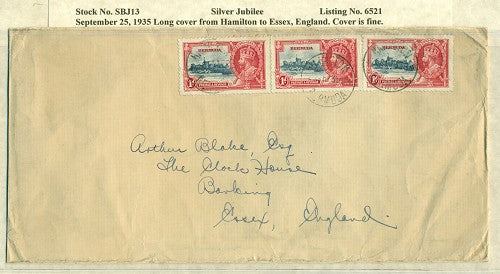 Stock No. SBJ13 Silver Jubilee Listing No. 6521
September 25, 1935 Long cover from Hamilton to Essex, England. Cover is fine.
BERMUDA BERMUDA BERMUDA
1d 1d 1d
Arthur Blake, Esq
The Clock House
Barking
Essex, England.